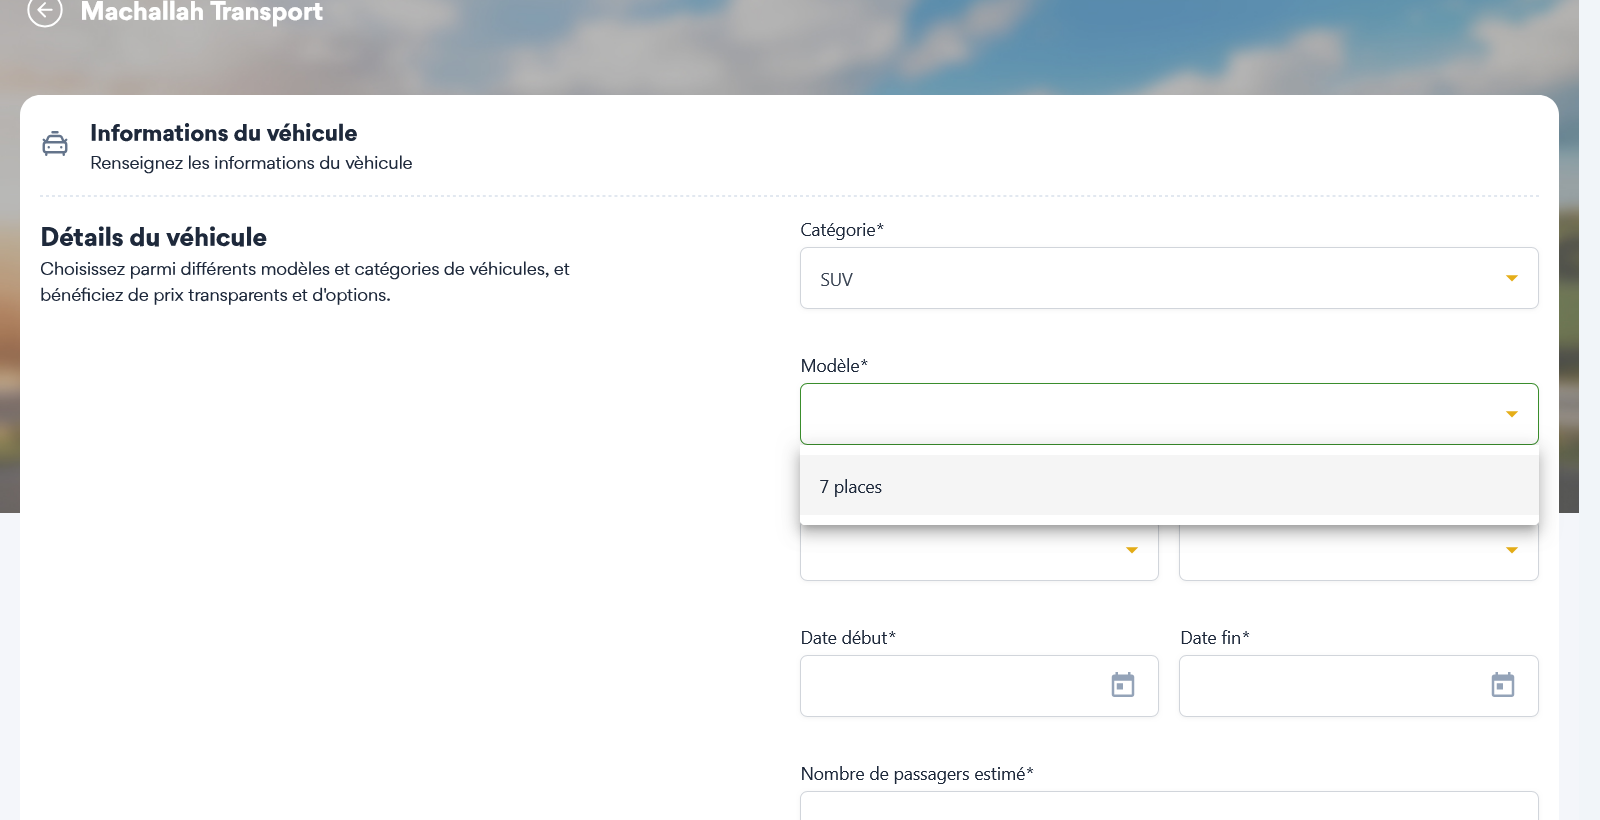 Machallah Transport
Informations du véhicule
Renseignez les informations du vèhicule
Détails du véhicule
Choisissez parmi différents modèles et catégories de véhicules, et
bénéficiez de prix transparents et d'options.
Catégorie*
SUV
Modèle*
7 places
Date début*
Date fin*
Nombre de passagers estimé*